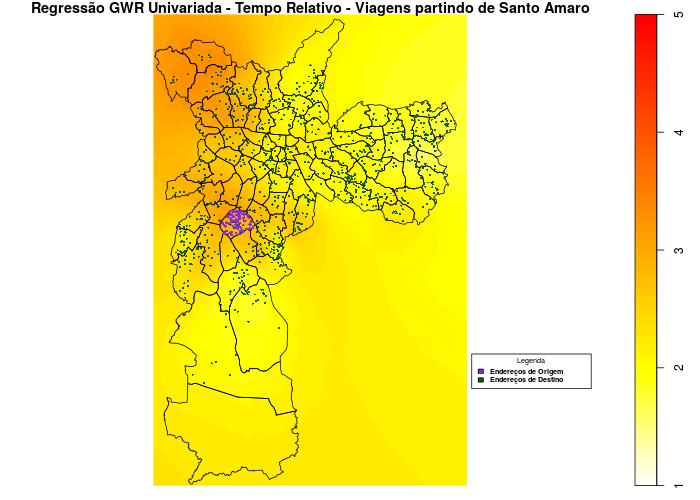 Regressão GWR Univariada - Tempo Relativo - Viagens partindo de Santo Amaro
5
4
3
2
1
Legenda
Endereços de Origem
Endereços de Destino